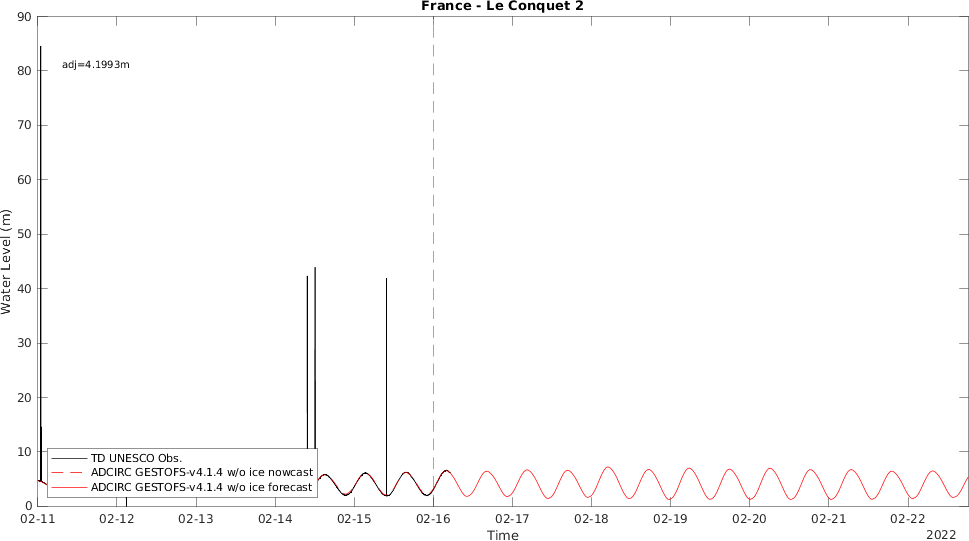 France - Le Conquet 2
90
80
70
60
50
40
30
20
10
0
Water Level (m)
adj=4.1993m
TD UNESCO Obs.
ADCIRC GESTOFS-v4.1.4 w/o ice nowcast
ADCIRC GESTOFS-v4.1.4 w/o ice forecast
02-11 02-12 02-13 02-14 02-15 02-16 02-17 02-18 02-19 02-20 02-21 02-22
Time
2022